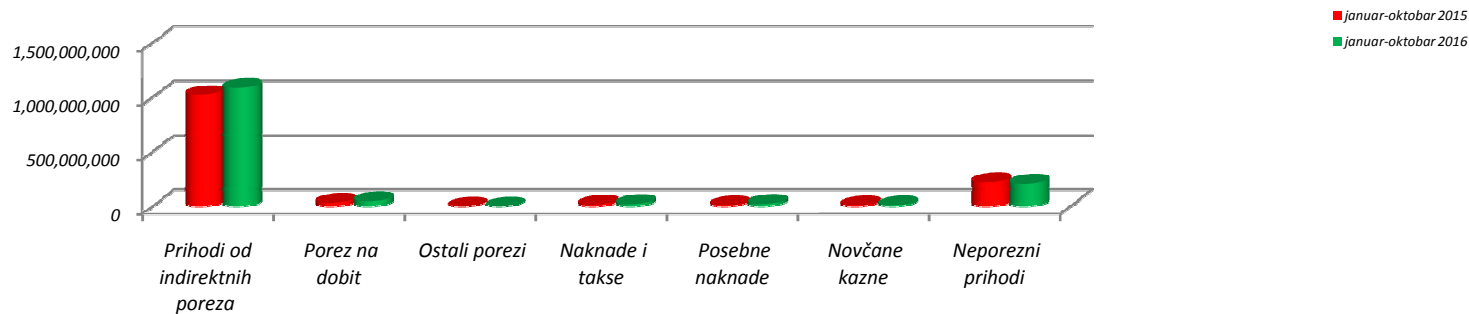 januar-oktobar 2015
januar-oktobar 2016
1,500,000,000
1,000,000,000
500,000,000
0
Prihodi od
indirektnih
poreza
Porez na
dobit
Ostali porezi
Naknade i
takse
Posebne
naknade
Novčane
kazne
Neporezni
prihodi